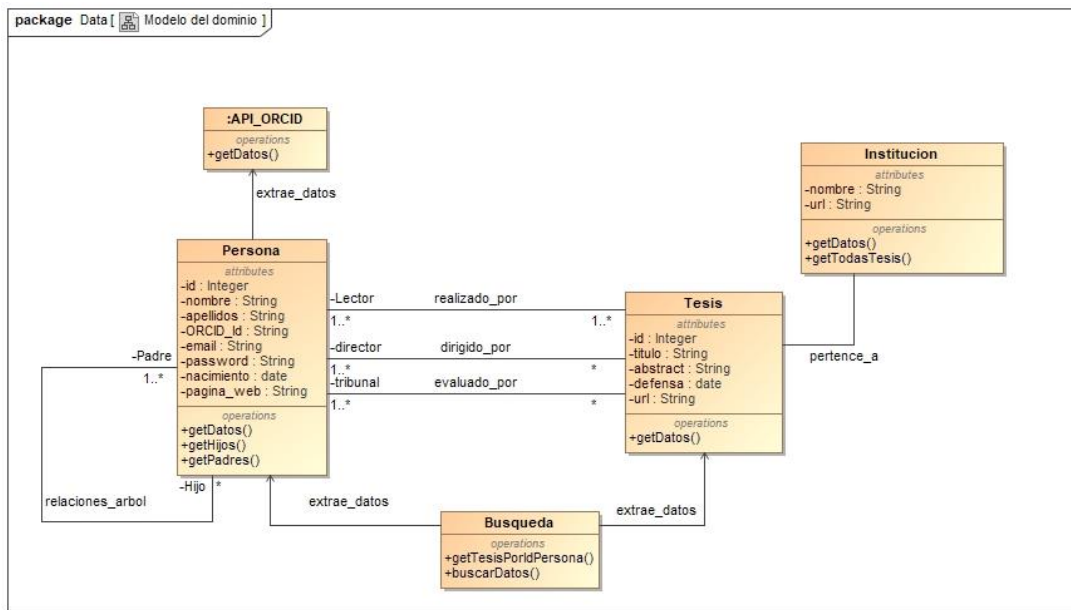 package Data [ Modelo del dominio ]
:API_ORCID
operations
+getDatos()
extrae_datos
Institucion
attributes
-nombre : String
-url : String
operations
+getDatos()
+getTodasTesis()
Persona
attributes
-id : Integer
-nombre : String
-apellidos : String
-ORCID_Id : String
-email : String
-password : String
-nacimiento : date
-pagina_web : String
operations
+getDatos()
+getHijos()
+getPadres()
-Lector realizado_por
1..* 1..*
-director dirigido_por
1..* *
-tribunal evaluado_por
1..* *
Tesis
attributes
-id : Integer
-titulo : String
-abstract : String
-defensa : date
-url : String
operations
+getDatos()
pertence_a
-Padre
1..*
-Hijo *
relaciones_arbol
extrae_datos
extrae_datos
Busqueda
operations
+getTesisPorIdPersona()
+buscarDatos()